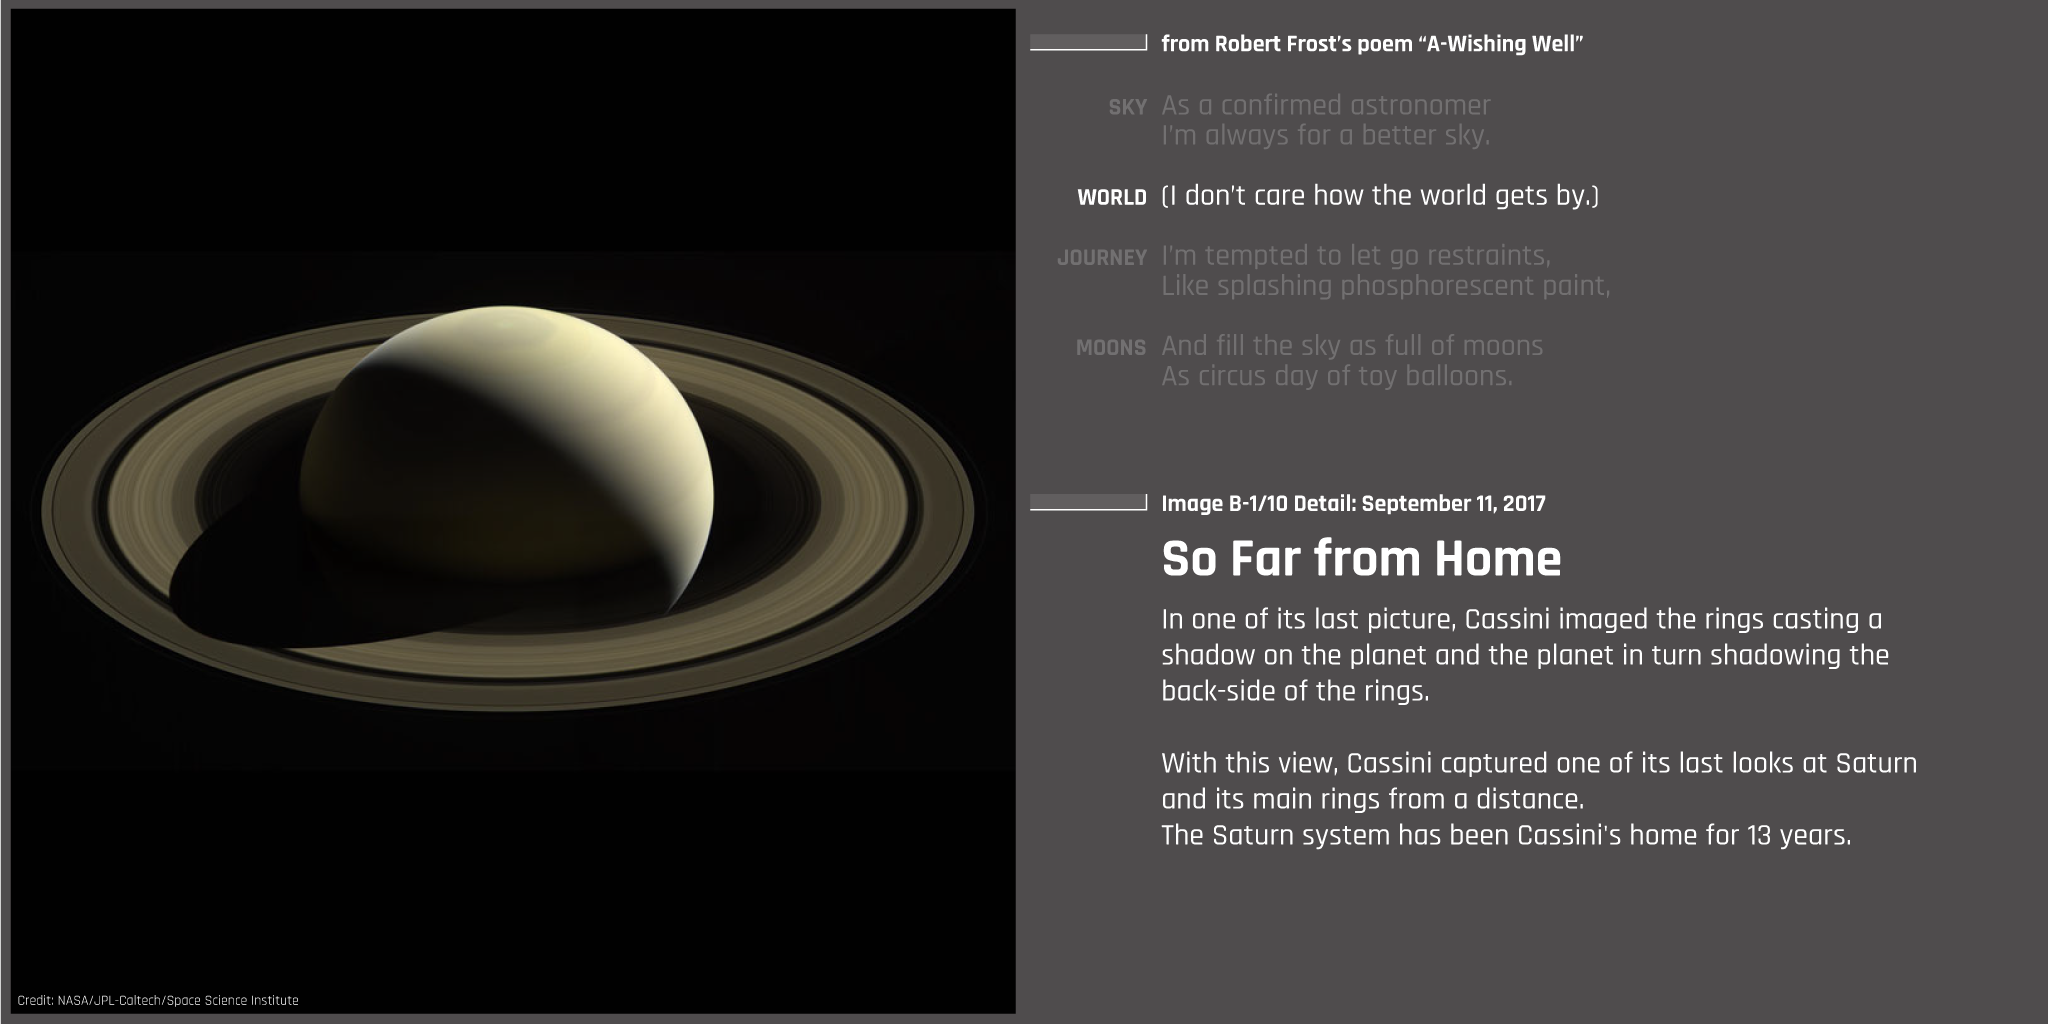 from Robert Frost’s poem “A-Wishing Well”
SKY As a confirmed astronomer
I’m always for a better sky.
WORLD (I don’t care how the world gets by.)
JOURNEY I’m tempted to let go restraints,
Like splashing phosphorescent paint,
MOONS And fill the sky as full of moons
As circus day of toy balloons.
Image B-1/10 Detail: September 11, 2017
So Far from Home
In one of its last picture, Cassini imaged the rings casting a
shadow on the planet and the planet in turn shadowing the
back-side of the rings.
With this view, Cassini captured one of its last looks at Saturn
and its main rings from a distance.
The Saturn system has been Cassini's home for 13 years.
Credit: NASA/JPL-Caltech/Space Science Institute